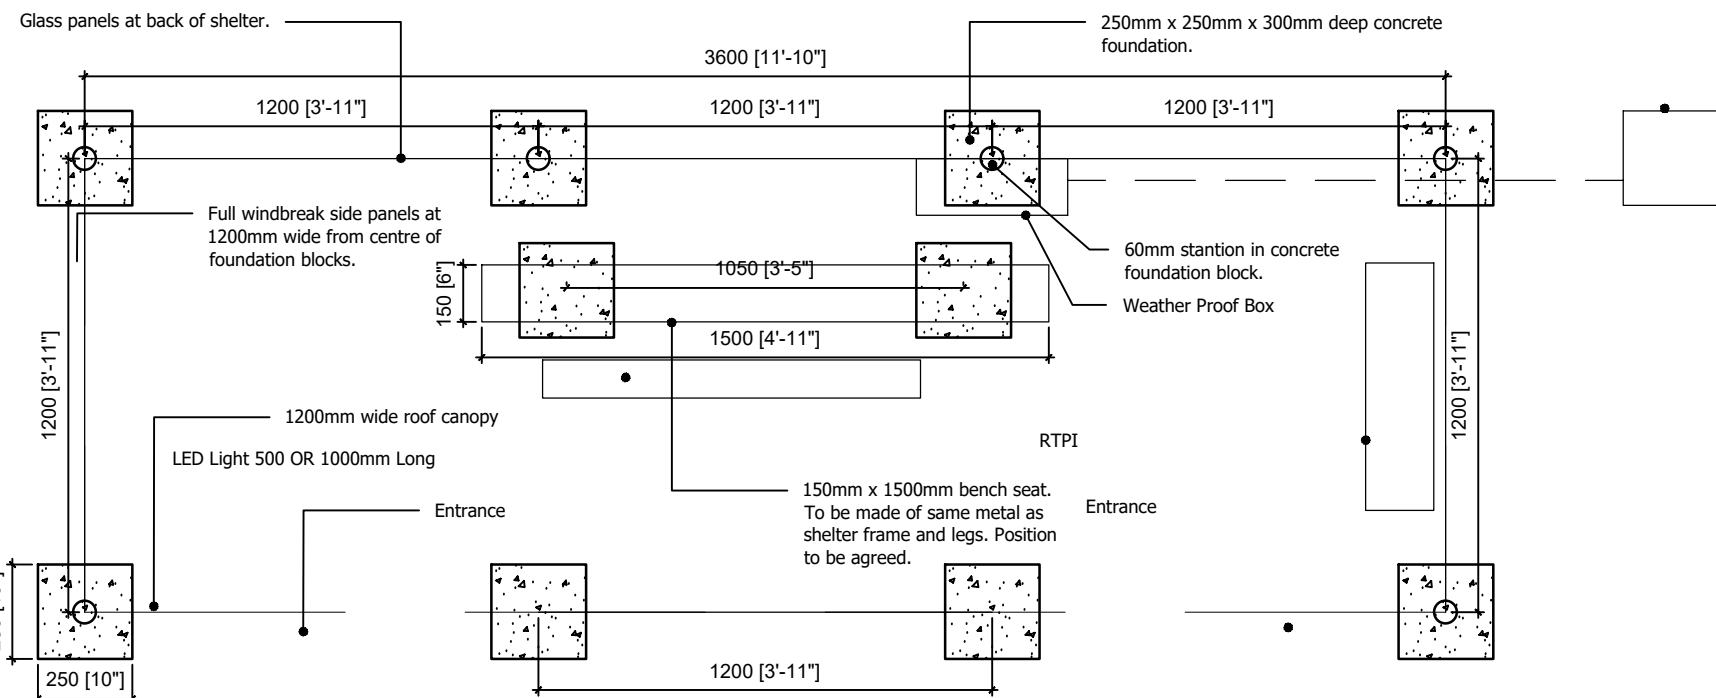 Glass panels at back of shelter.
250mm x 250mm x 300mm deep concrete
foundation.
3600 [11'-10"]
1200 [3'-11"]
1200 [3'-11"]
1200 [3'-11"]
Full windbreak side panels at
1200mm wide from centre of
foundation blocks.
60mm stantion in concrete
foundation block.
Weather Proof Box
150 [6"]
1050 [3'-5"]
1500 [4'-11"]
1200 [3'-11"]
1200 [3'-11"]
1200mm wide roof canopy
LED Light 500 OR 1000mm Long
RTPI
Entrance
150mm x 1500mm bench seat.
To be made of same metal as
shelter frame and legs. Position
to be agreed.
Entrance
250 [10"]
1200 [3'-11"]